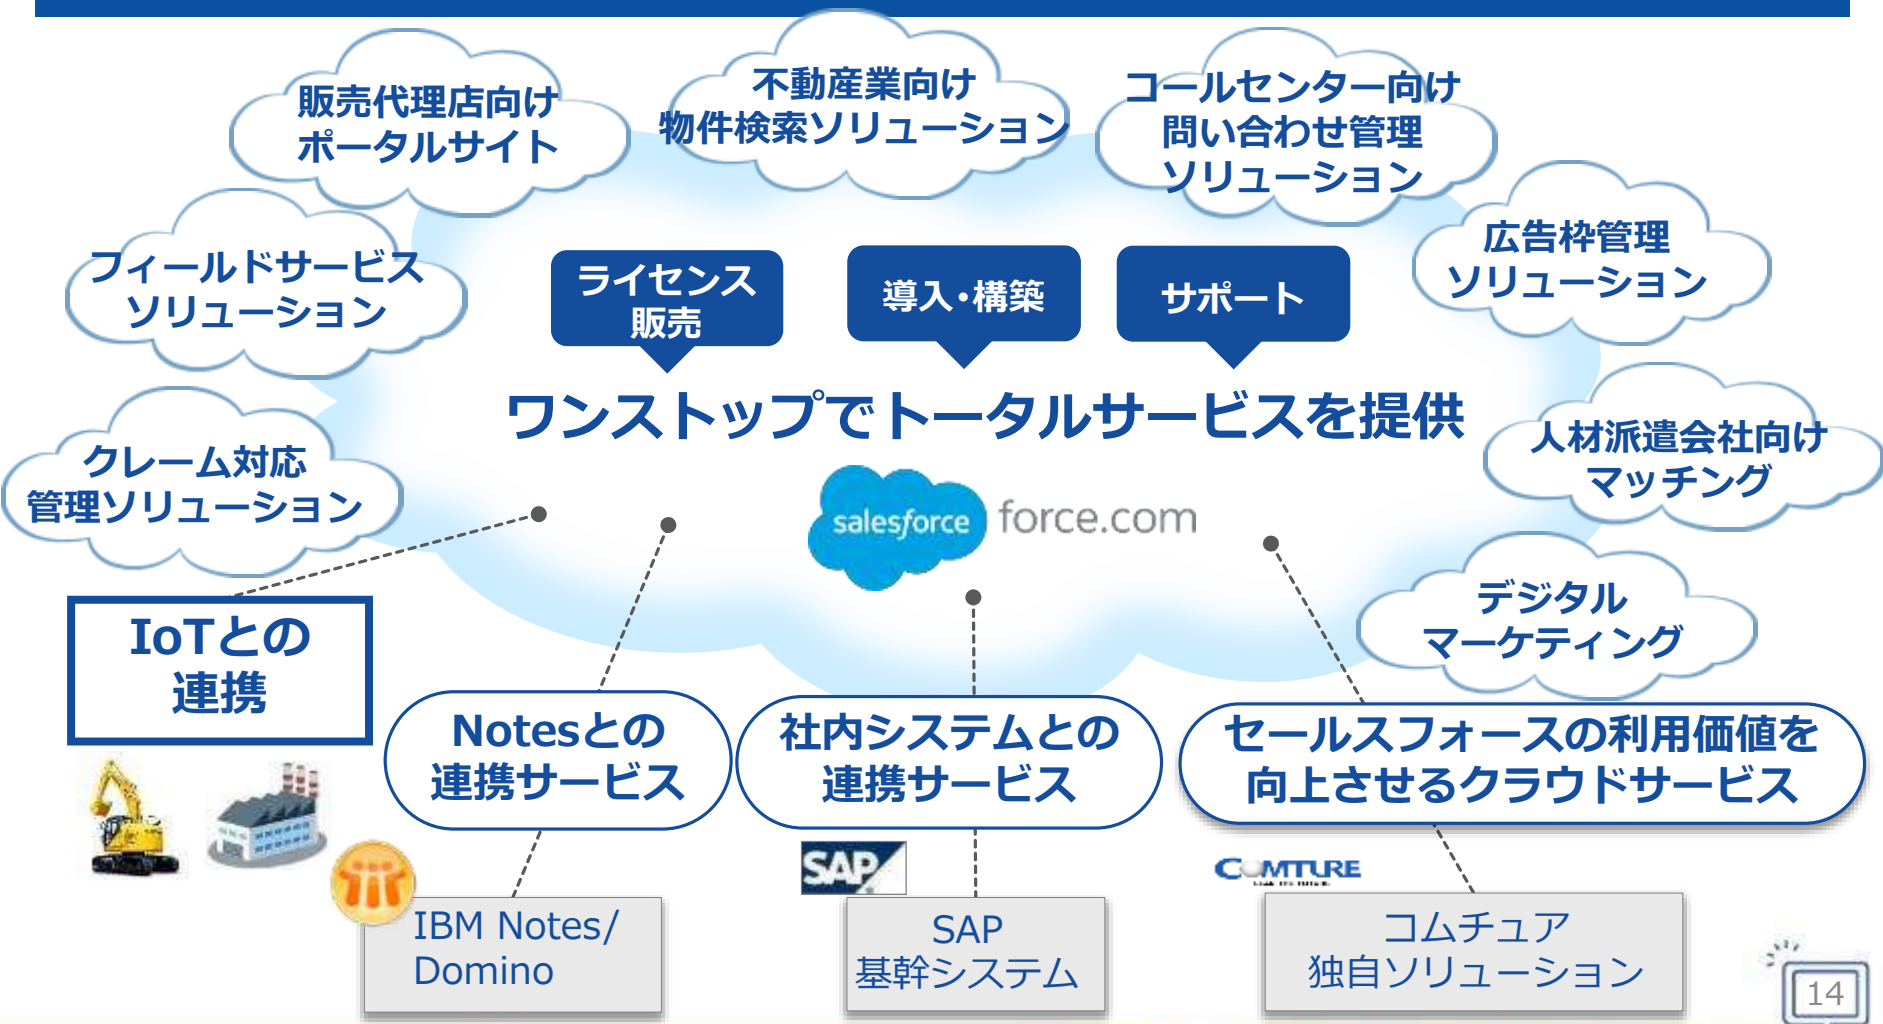 販売代理店向け
ポータルサイト
不動産業向け
物件検索ソリューション
コールセンター向け
問い合わせ管理
ソリューション
フィールドサービス
ソリューション
広告枠管理
ソリューション
ライセンス
販売
導入・構築
サポート
ワンストップでトータルサービスを提供
クレーム対応
管理ソリューション
人材派遣会社向け
マッチング
salesforce
force.com
デジタル
マーケティング
IoTとの
連携
Notesとの
連携サービス
社内システムとの
連携サービス
セールスフォースの利用価値を
向上させるクラウドサービス
SAP
COMTURE
IBM Notes/
Domino
SAP
基幹システム
コムチュア
独自ソリューション
14